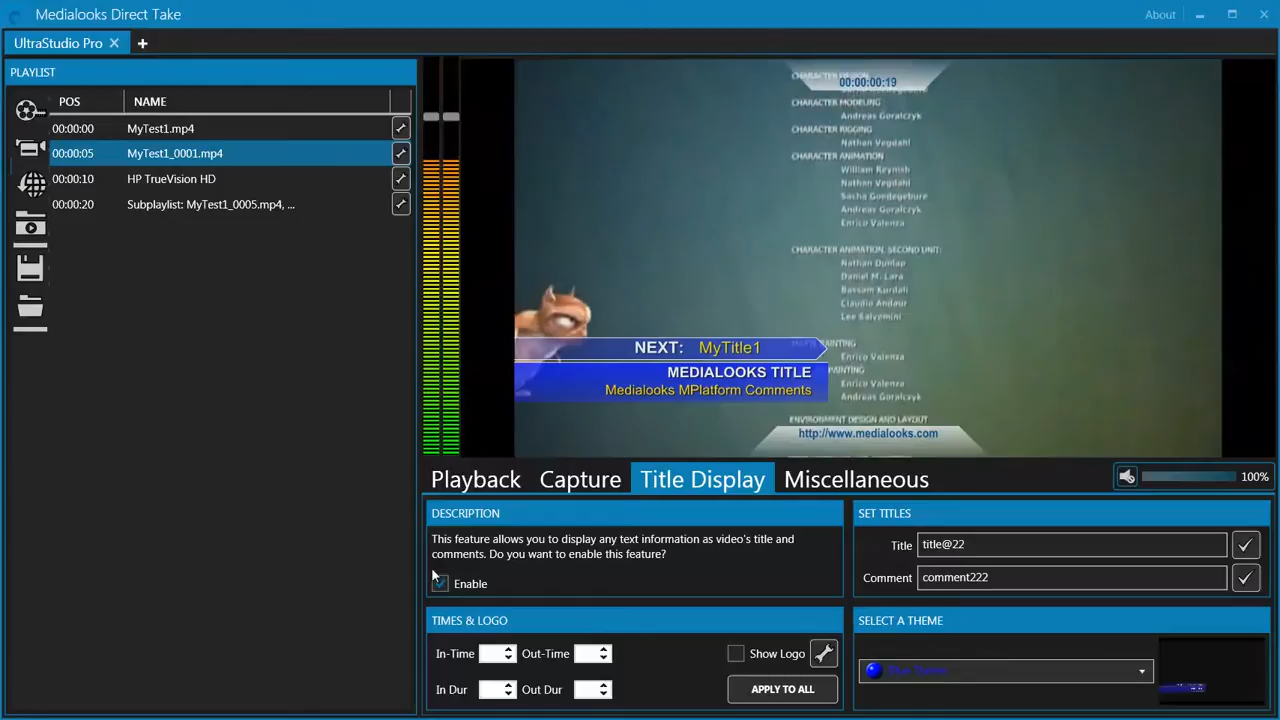 Medialooks Direct Take
About
UltraStudio Pro
PLAYLIST
POS NAME
00:00:00 MyTest1.mp4
00:00:05 MyTest1_0001.mp4
00:00:10 HP TrueVision HD
00:00:20 Subplaylist: MyTest1_0005.mp4, ...
00:00:00:19
CHARACTER MODELING
Andreas Goralczyk
CHARACTER RIGGING
Nathan Vegdahl
CHARACTER ANIMATION
William Reynish
Nathan Vegdahl
Sacha Goedegebure
Andreas Goralczyk
Enrico Valenza
CHARACTER ANIMATION, SECOND UNIT:
Nathan Dunlap
Daniel M. Lara
Bassam Kurdali
Claudio Andaur
Lee Salvemini
NEXT: MyTitle1
MEDIALOOKS TITLE
Medialooks MPlatform Comments
Enrico Valenza
Enrico Valenza
Andreas Goralczyk
ENVIRONMENT DESIGN AND LAYOUT
http://www.medialooks.com
Playback Capture Title Display Miscellaneous
100%
DESCRIPTION
This feature allows you to display any text information as video's title and
comments. Do you want to enable this feature?
Enable
SET TITLES
Title title@22
Comment comment222
TIMES & LOGO
In-Time Out-Time Show Logo
In Dur Out Dur APPLY TO ALL
SELECT A THEME
Blue Theme